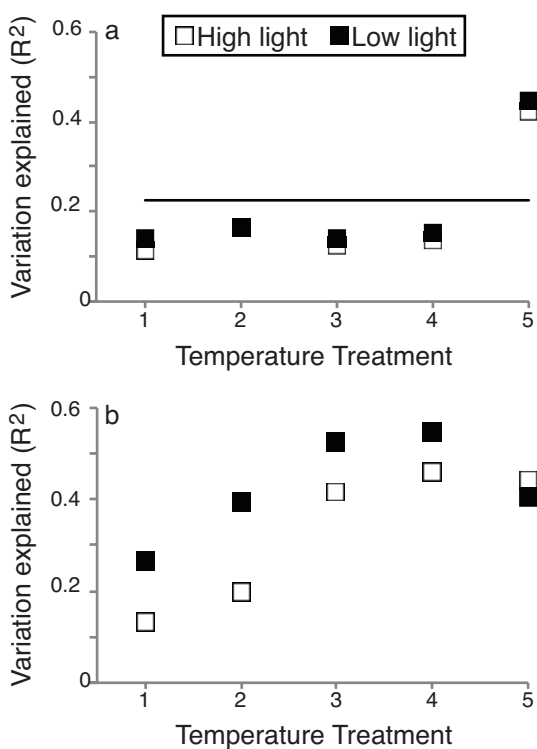 a
High light Low light
Variation explained (R²)
0.6
0.4
0.2
0
1 2 3 4 5
Temperature Treatment
b
Variation explained (R²)
0.6
0.4
0.2
0
1 2 3 4 5
Temperature Treatment